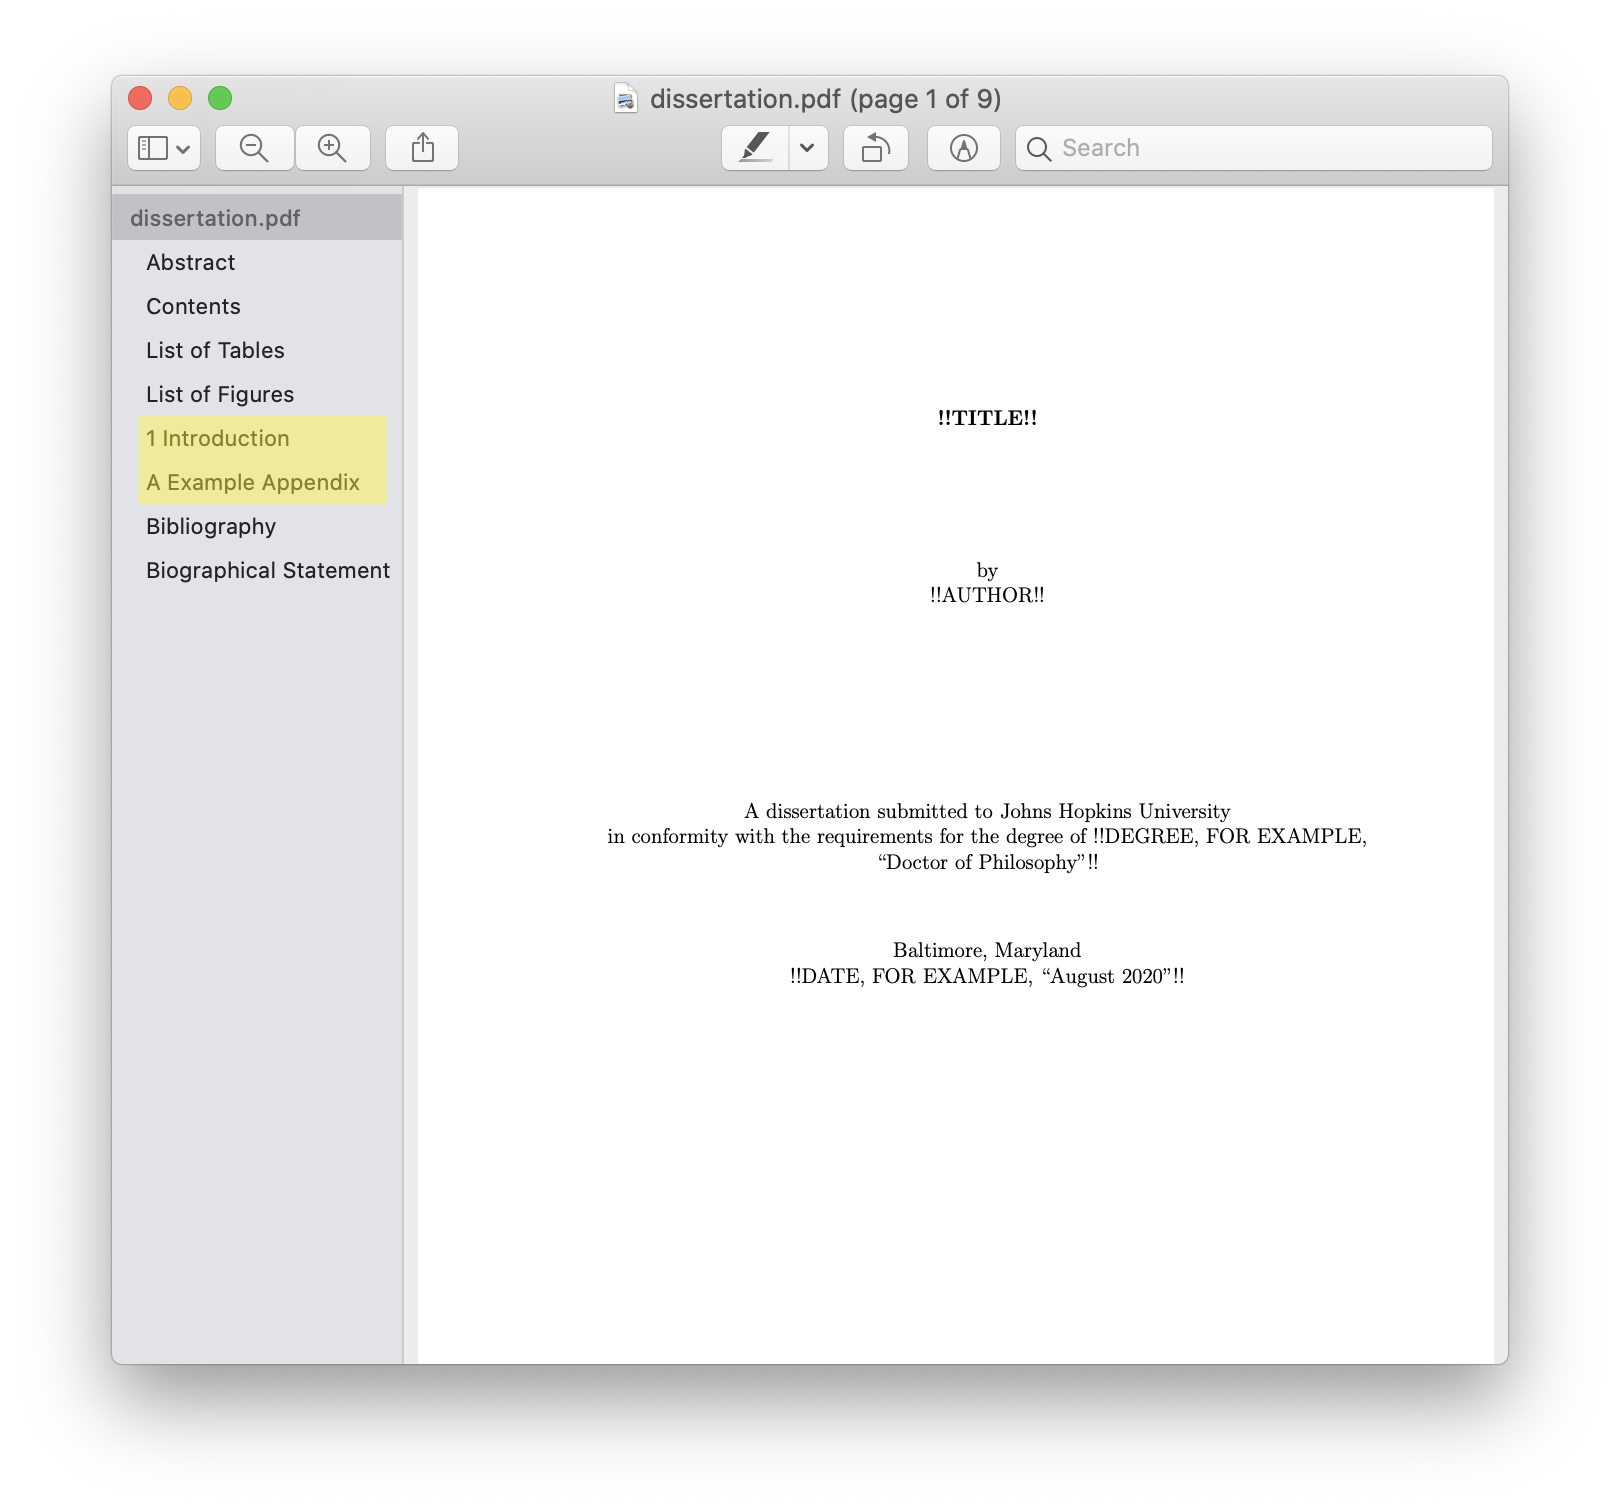 dissertation.pdf (page 1 of 9)
Search
dissertation.pdf
Abstract
Contents
List of Tables
List of Figures
1 Introduction
A Example Appendix
Bibliography
Biographical Statement
!!TITLE!!
by
!!AUTHOR!!
A dissertation submitted to Johns Hopkins University
in conformity with the requirements for the degree of !!DEGREE, FOR EXAMPLE,
“Doctor of Philosophy”!!
Baltimore, Maryland
!!DATE, FOR EXAMPLE, “August 2020”!!